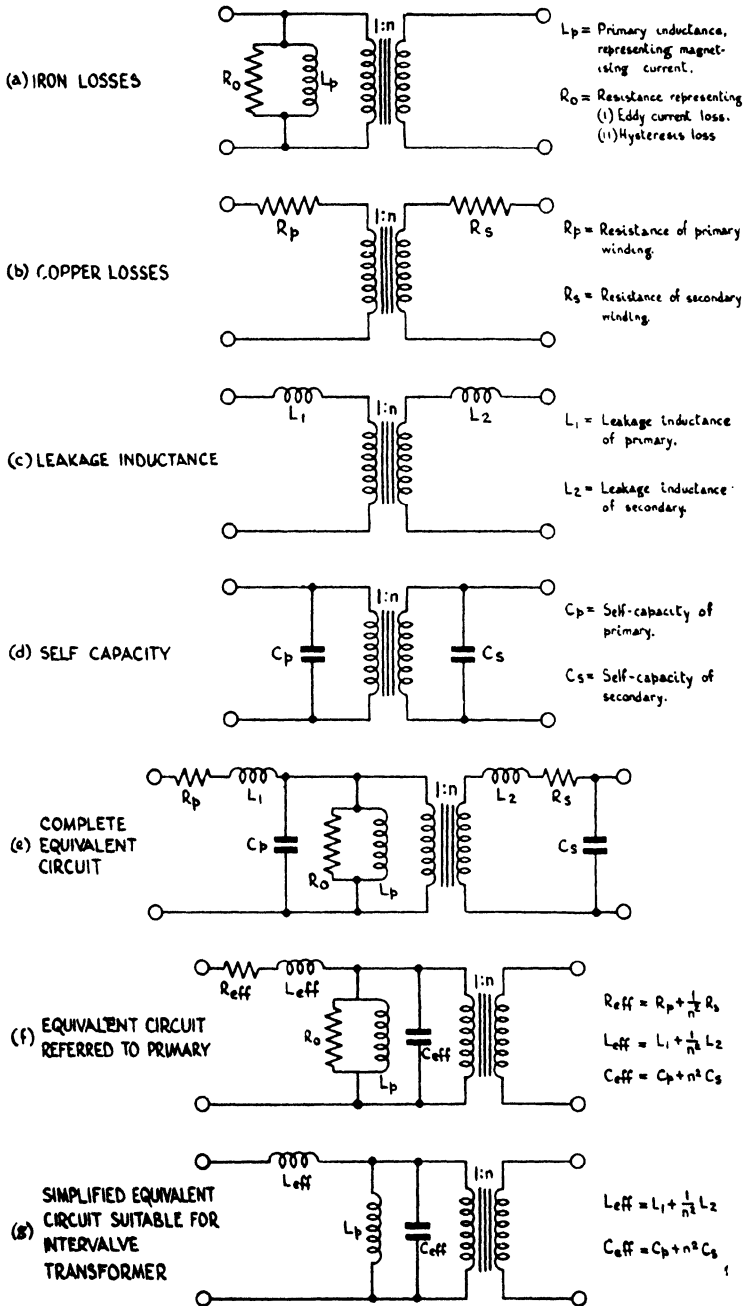 1:n
Lp = Primary inductance,
representing magnet-
ising current.
(a) IRON LOSSES
Ro
Lp
Ro = Resistance representing
(i) Eddy current loss.
(ii) Hysteresis loss
Rp
1:n
Rs
Rp = Resistance of primary
winding.
(b) COPPER LOSSES
Rs = Resistance of secondary
winding.
L1
1:n
L2
L1 = Leakage inductance
of primary.
(c) LEAKAGE INDUCTANCE
L2 = Leakage inductance
of secondary.
1:n
Cp = Self-capacity of
primary.
(d) SELF CAPACITY
Cp
Cs
Cs = Self-capacity of
secondary.
Rp
L1
1:n
L2
Rs
(e) COMPLETE
EQUIVALENT
CIRCUIT
Cp
Ro
Lp
Cs
Reff
Leff
1:n
Reff = Rp + 1/n² Rs
(f) EQUIVALENT CIRCUIT
REFERRED TO PRIMARY
Ro
Lp
Ceff
Leff = L1 + 1/n² L2
Ceff = Cp + n² Cs
Leff
1:n
(g) SIMPLIFIED EQUIVALENT
CIRCUIT SUITABLE FOR
INTERVALVE
TRANSFORMER
Lp
Ceff
Leff = L1 + 1/n² L2
Ceff = Cp + n² Cs